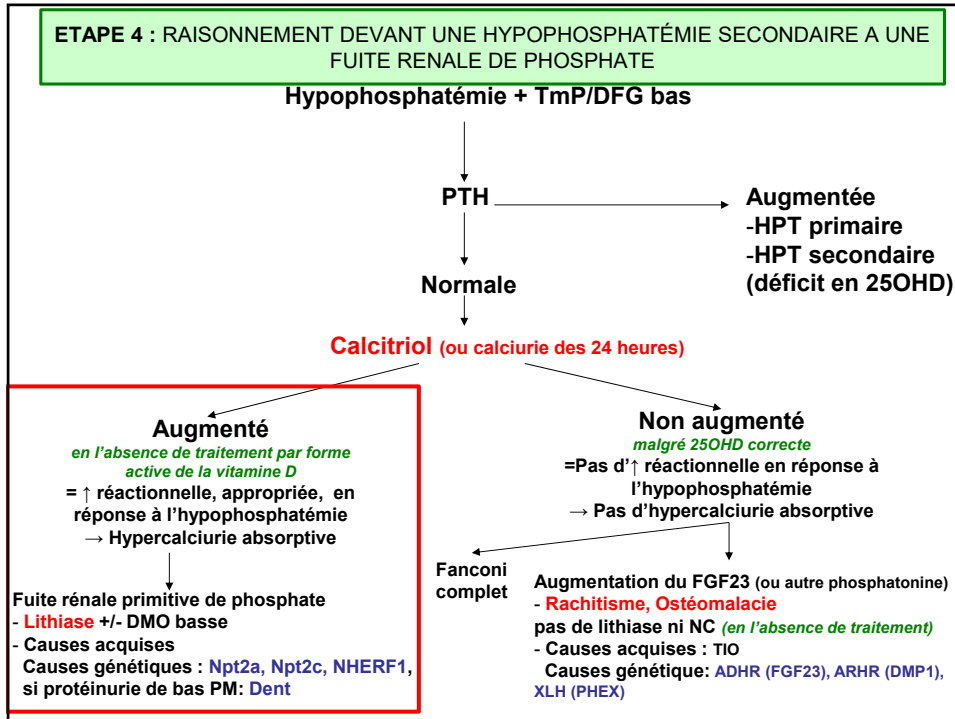 ETAPE 4 : RAISONNEMENT DEVANT UNE HYPOPHOSPHATÉMIE SECONDAIRE A UNE
FUITE RENALE DE PHOSPHATE
Hypophosphatémie + TmP/DFG bas
PTH
Augmentée
-HPT primaire
-HPT secondaire
(déficit en 25OHD)
Normale
Calcitriol (ou calciurie des 24 heures)
Augmenté
en l'absence de traitement par forme
active de la vitamine D
= ↑ réactionnelle, appropriée, en
réponse à l'hypophosphatémie
→ Hypercalciurie absorptive
Fuite rénale primitive de phosphate
- Lithiase +/- DMO basse
- Causes acquises
Causes génétiques : Npt2a, Npt2c, NHERF1,
si protéinurie de bas PM: Dent
Non augmenté
malgré 25OHD correcte
=Pas d'↑ réactionnelle en réponse à
l'hypophosphatémie
→ Pas d'hypercalciurie absorptive
Fanconi
complet
Augmentation du FGF23 (ou autre phosphatonine)
- Rachitisme, Ostéomalacie
pas de lithiase ni NC (en l'absence de traitement)
- Causes acquises : TIO
Causes génétique: ADHR (FGF23), ARHR (DMP1),
XLH (PHEX)